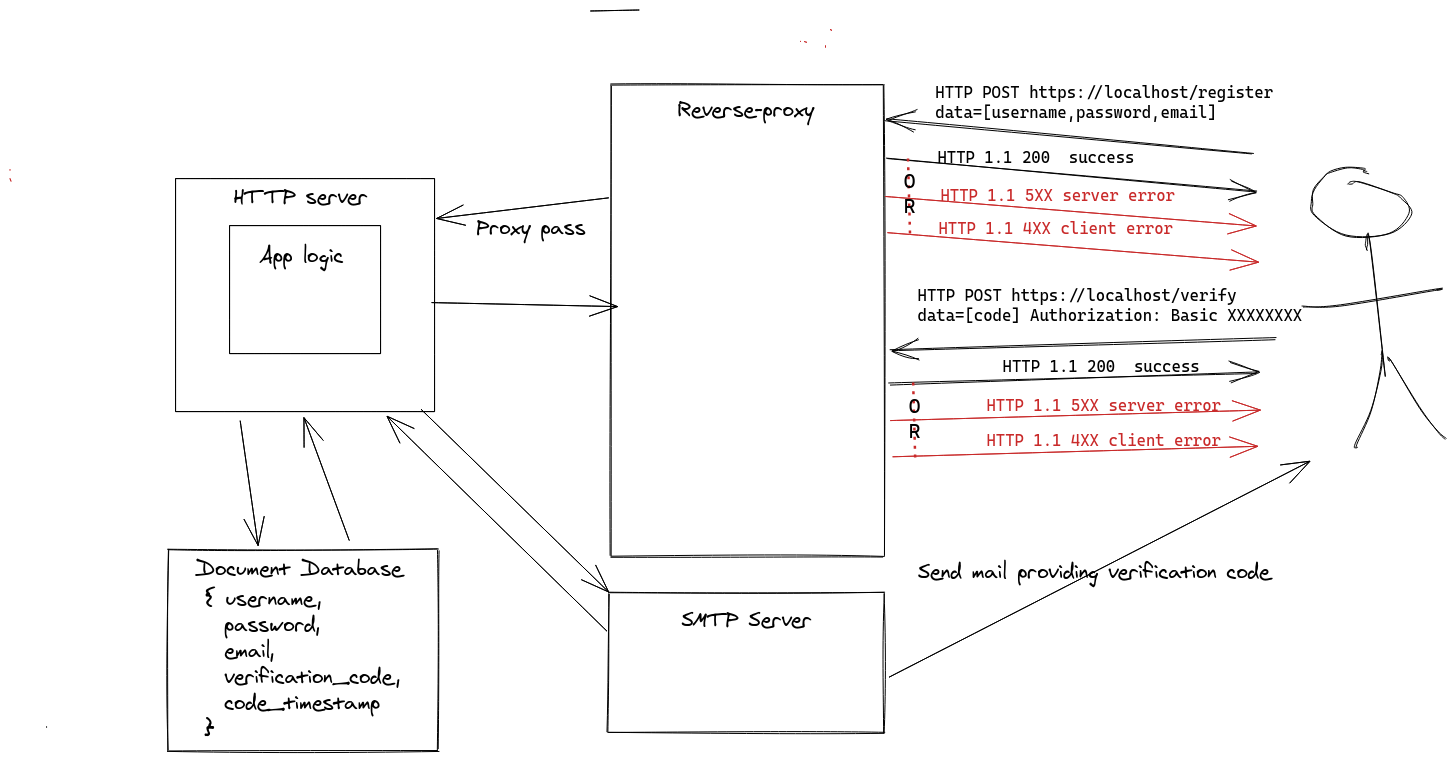 Reverse-proxy
HTTP POST https://localhost/register
data=[username,password,email]
HTTP 1.1 200  success
O
R
HTTP 1.1 5XX server error
HTTP 1.1 4XX client error
HTTP server
App logic
Proxy pass
HTTP POST https://localhost/verify
data=[code] Authorization: Basic XXXXXXXX
HTTP 1.1 200  success
O
R
HTTP 1.1 5XX server error
HTTP 1.1 4XX client error
Document Database
{ username,
password,
email,
verification_code,
code_timestamp
}
SMTP Server
Send mail providing verification code